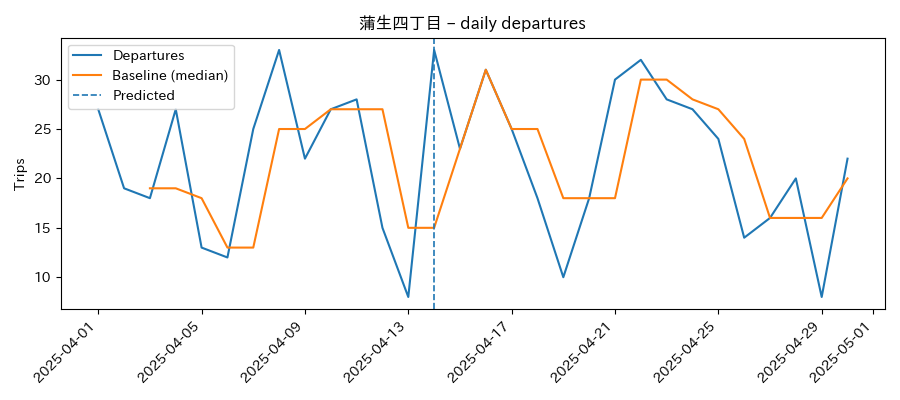 蒲生四丁目 – daily departures
Departures
Baseline (median)
Predicted
Trips
30
25
20
15
10
2025-04-01
2025-04-05
2025-04-09
2025-04-13
2025-04-17
2025-04-21
2025-04-25
2025-04-29
2025-05-01